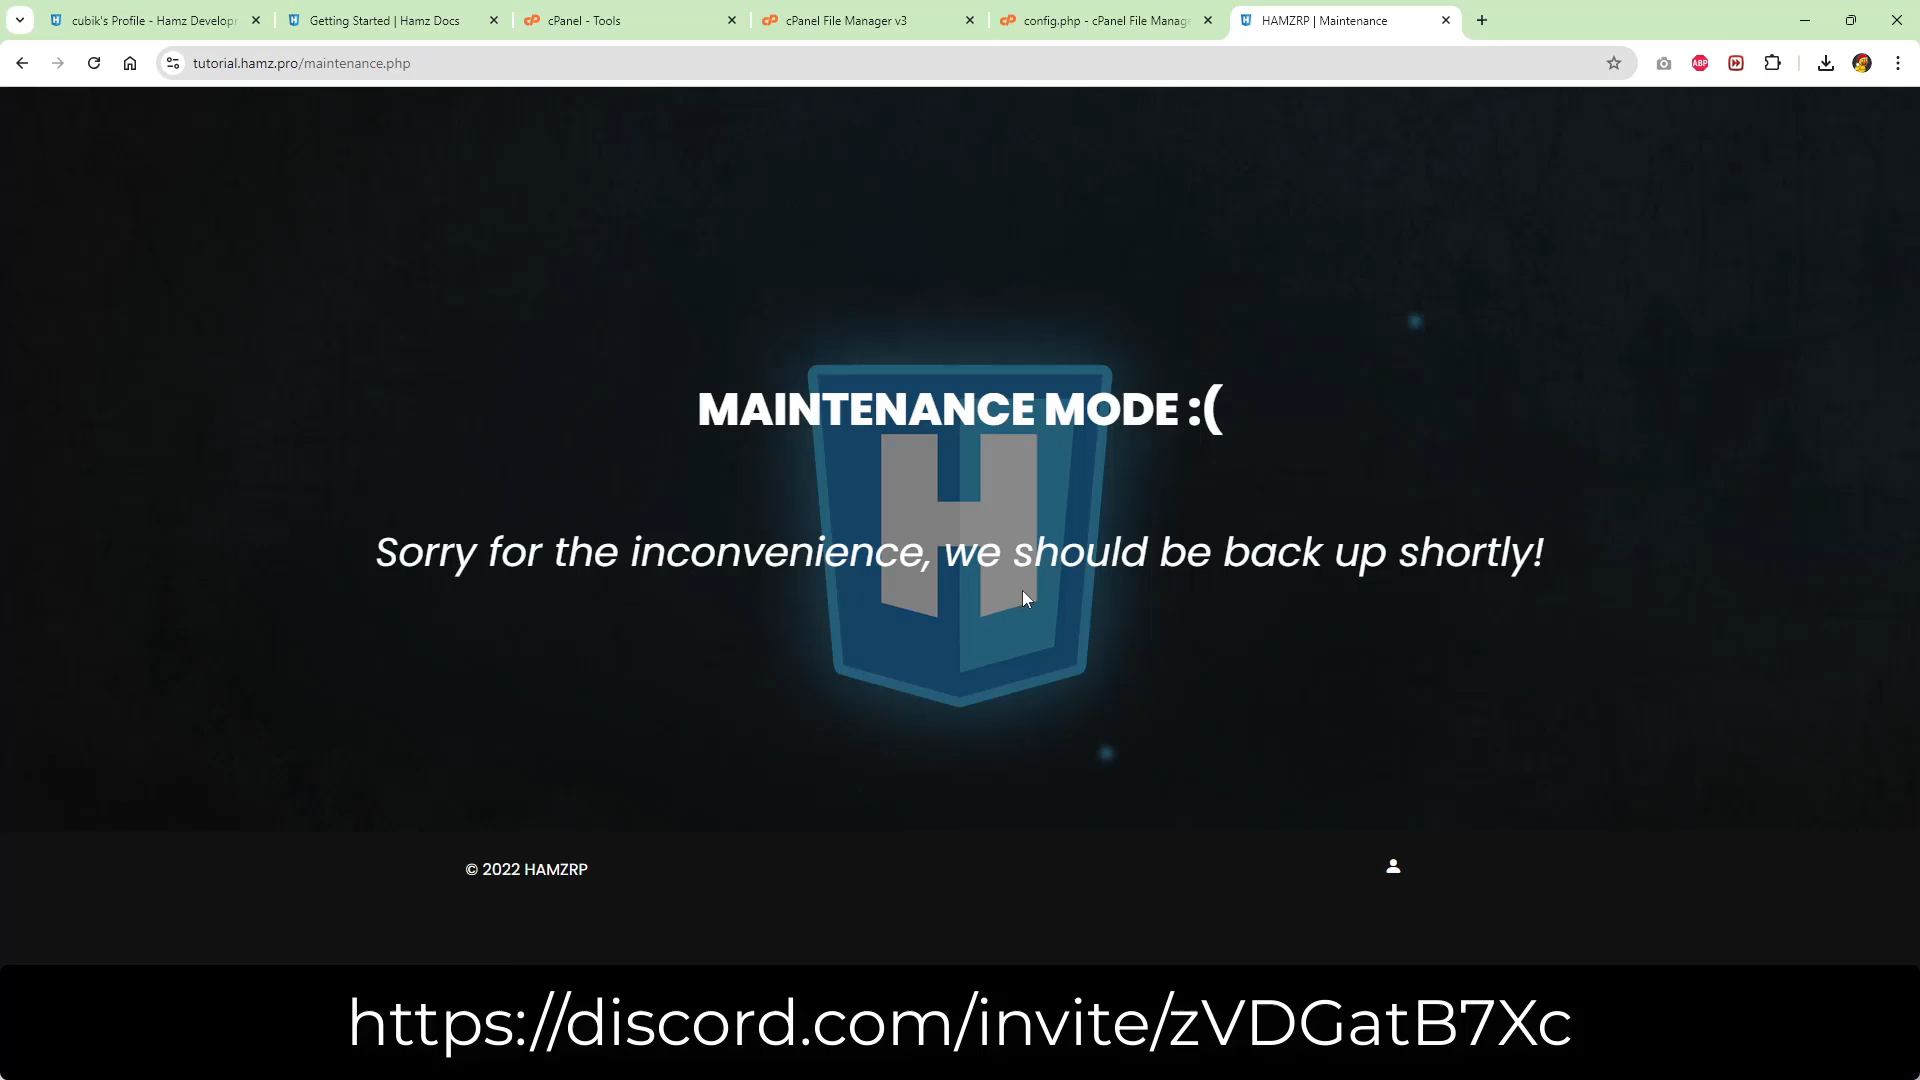 cubik's Profile - Hamz Develop
Getting Started | Hamz Docs
cPanel - Tools
cPanel File Manager v3
config.php - cPanel File Manag
HAMZRP | Maintenance
tutorial.hamz.pro/maintenance.php
ABP
MAINTENANCE MODE :(
H
Sorry for the inconvenience, we should be back up shortly!
© 2022 HAMZRP
https://discord.com/invite/zVDGatB7Xc